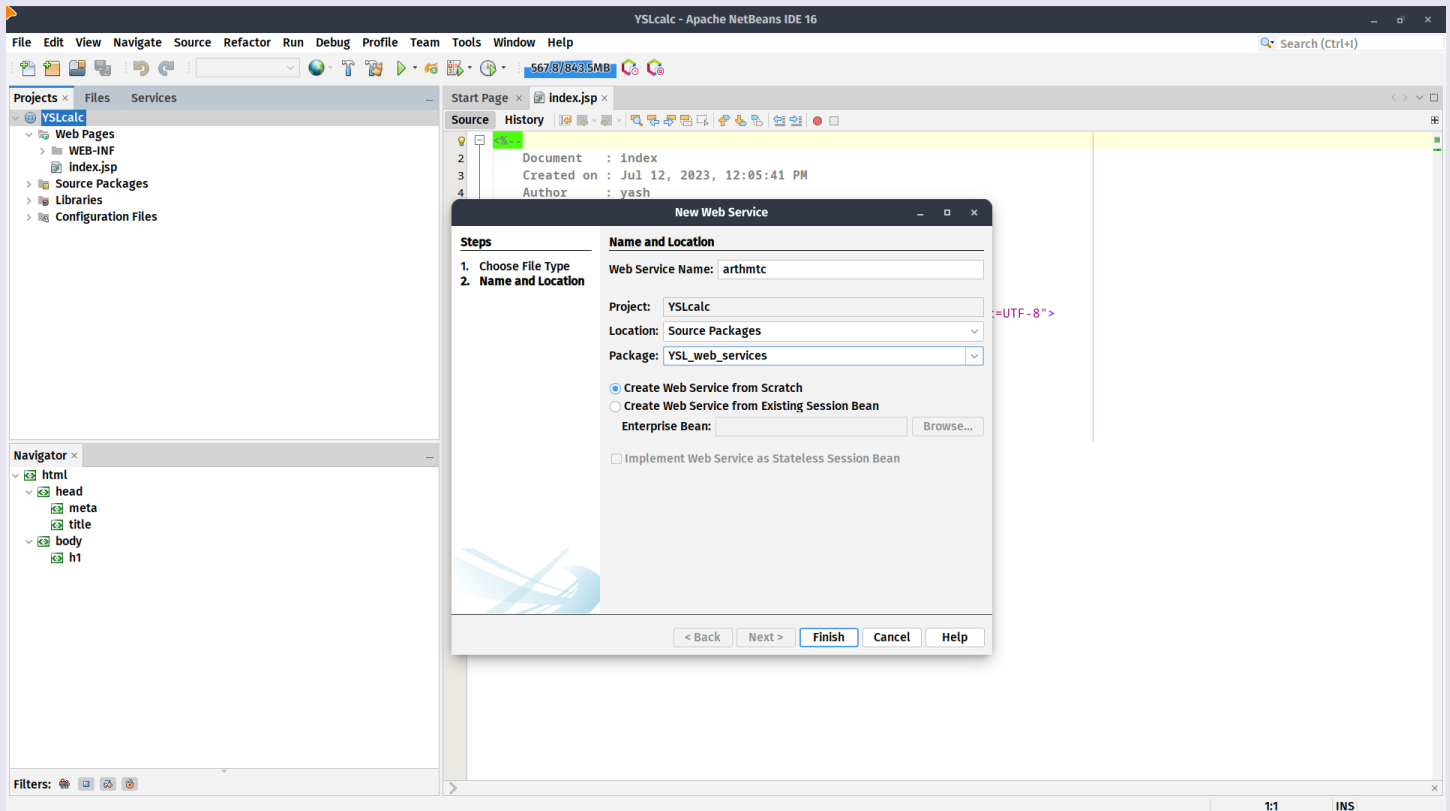 YSLcalc - Apache NetBeans IDE 16
File Edit View Navigate Source Refactor Run Debug Profile Team Tools Window Help
Search (Ctrl+I)
567.8/843.5MB
Projects × Files Services
YSLcalc
Web Pages
WEB-INF
index.jsp
Source Packages
Libraries
Configuration Files
Start Page × index.jsp ×
Source History
<%--
2 Document : index
3 Created on : Jul 12, 2023, 12:05:41 PM
4 Author : yash
=UTF-8">
New Web Service
Steps
1. Choose File Type
2. Name and Location
Name and Location
Web Service Name: arthmtc
Project: YSLcalc
Location: Source Packages
Package: YSL_web_services
Create Web Service from Scratch
Create Web Service from Existing Session Bean
Enterprise Bean: Browse...
Implement Web Service as Stateless Session Bean
< Back Next > Finish Cancel Help
Navigator ×
html
head
meta
title
body
h1
Filters:
1:1 INS